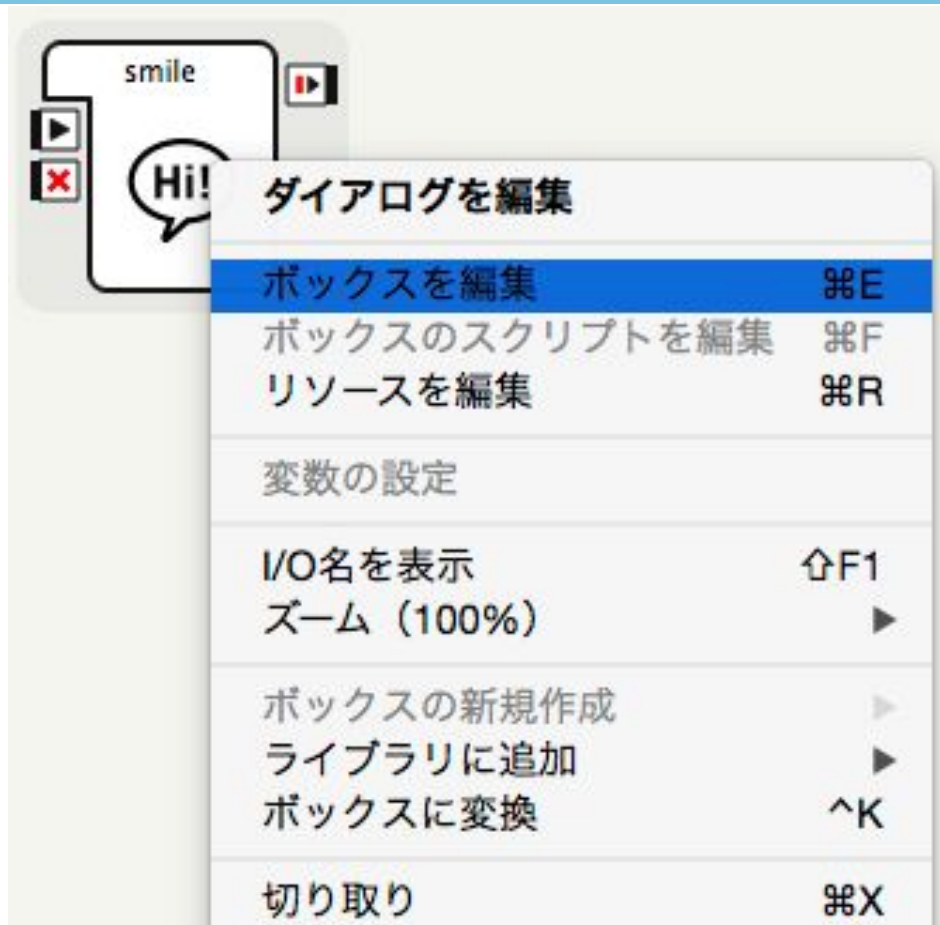 smile
Hi!
ダイアログを編集
ボックスを編集 ⌘E
ボックスのスクリプトを編集 ⌘F
リソースを編集 ⌘R
変数の設定
I/O名を表示 ⇧F1
ズーム（100%） ▶
ボックスの新規作成 ▶
ライブラリに追加 ▶
ボックスに変換 ^K
切り取り ⌘X